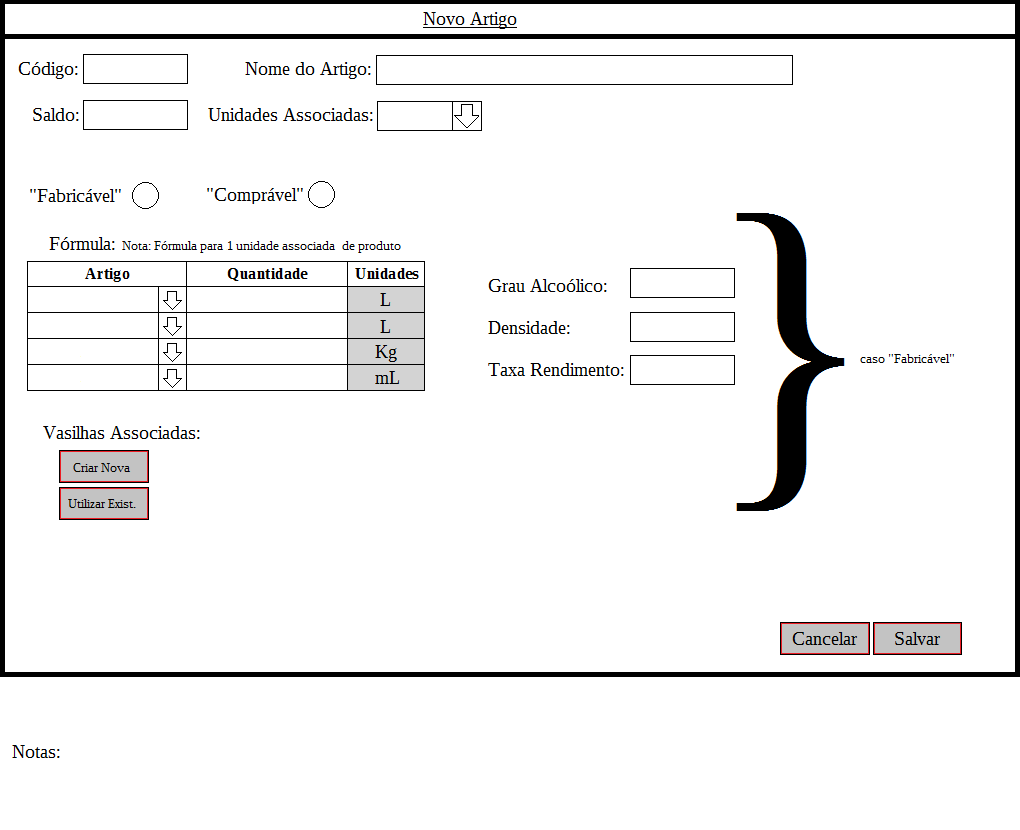 Novo Artigo
Código:
Nome do Artigo:
Saldo:
Unidades Associadas:
"Fabricável"
"Comprável"
Fórmula: Nota: Fórmula para 1 unidade associada de produto
Artigo Quantidade Unidades
L
L
Kg
mL
Grau Alcoólico:
Densidade:
Taxa Rendimento:
} caso "Fabricável"
Vasilhas Associadas:
Criar Nova
Utilizar Exist.
Cancelar Salvar
Notas: